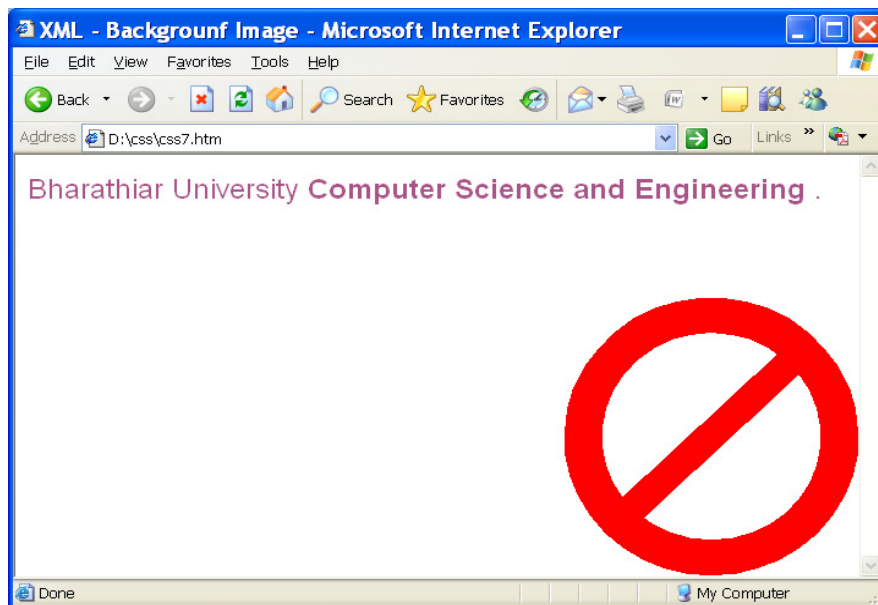 XML - Backgrounf Image - Microsoft Internet Explorer
File Edit View Favorites Tools Help
Back Search Favorites
Address D:\css\css7.htm Go Links »
Bharathiar University Computer Science and Engineering .
Done My Computer